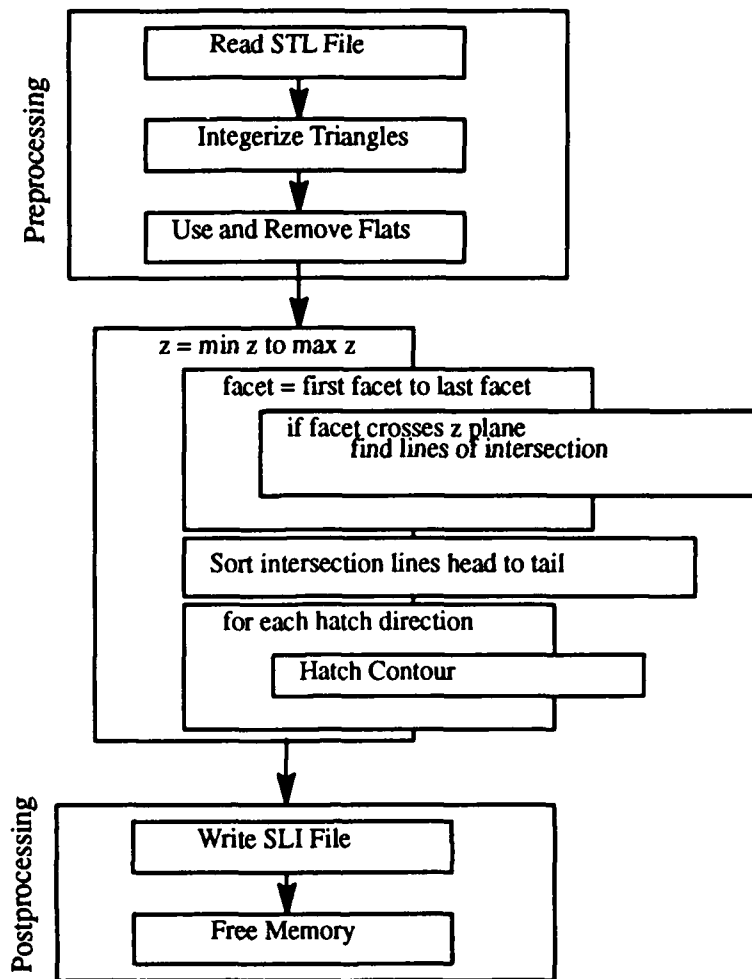 Preprocessing
Read STL File
Integerize Triangles
Use and Remove Flats
z = min z to max z
facet = first facet to last facet
if facet crosses z plane
find lines of intersection
Sort intersection lines head to tail
for each hatch direction
Hatch Contour
Postprocessing
Write SLI File
Free Memory